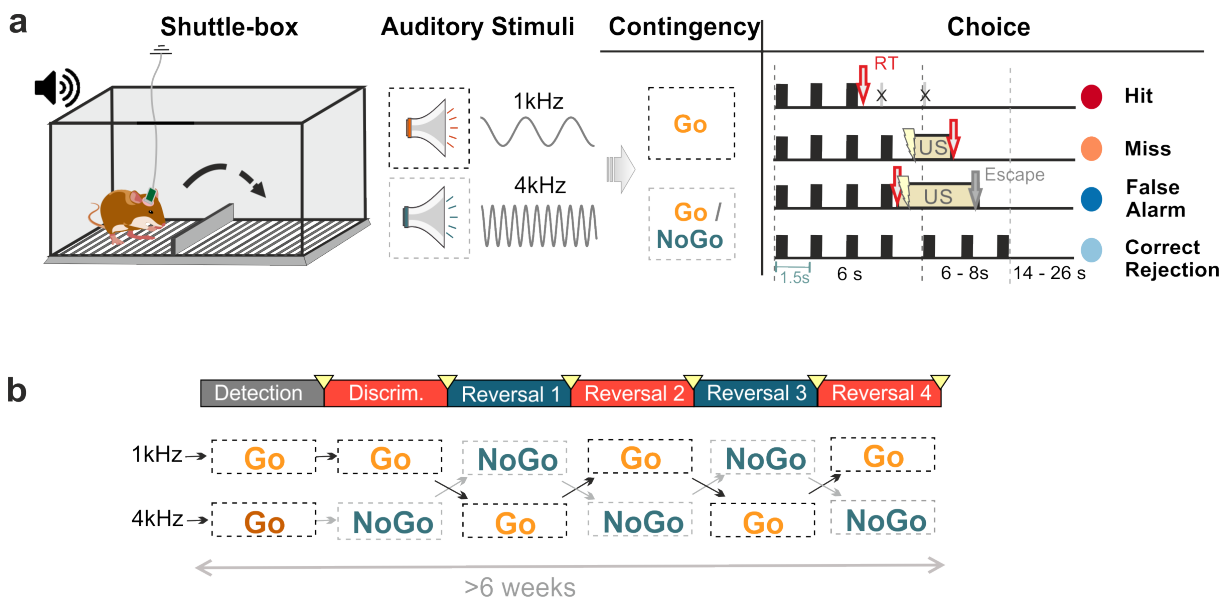 a
Shuttle-box
Auditory Stimuli
Contingency
Choice
1kHz
4kHz
Go
Go /
NoGo
RT
x
x
Hit
US
Miss
US
Escape
False
Alarm
Correct
Rejection
1.5s
6 s
6 - 8s
14 - 26 s
b
Detection
Discrim.
Reversal 1
Reversal 2
Reversal 3
Reversal 4
1kHz
Go
Go
NoGo
Go
NoGo
Go
4kHz
Go
NoGo
Go
NoGo
Go
NoGo
>6 weeks